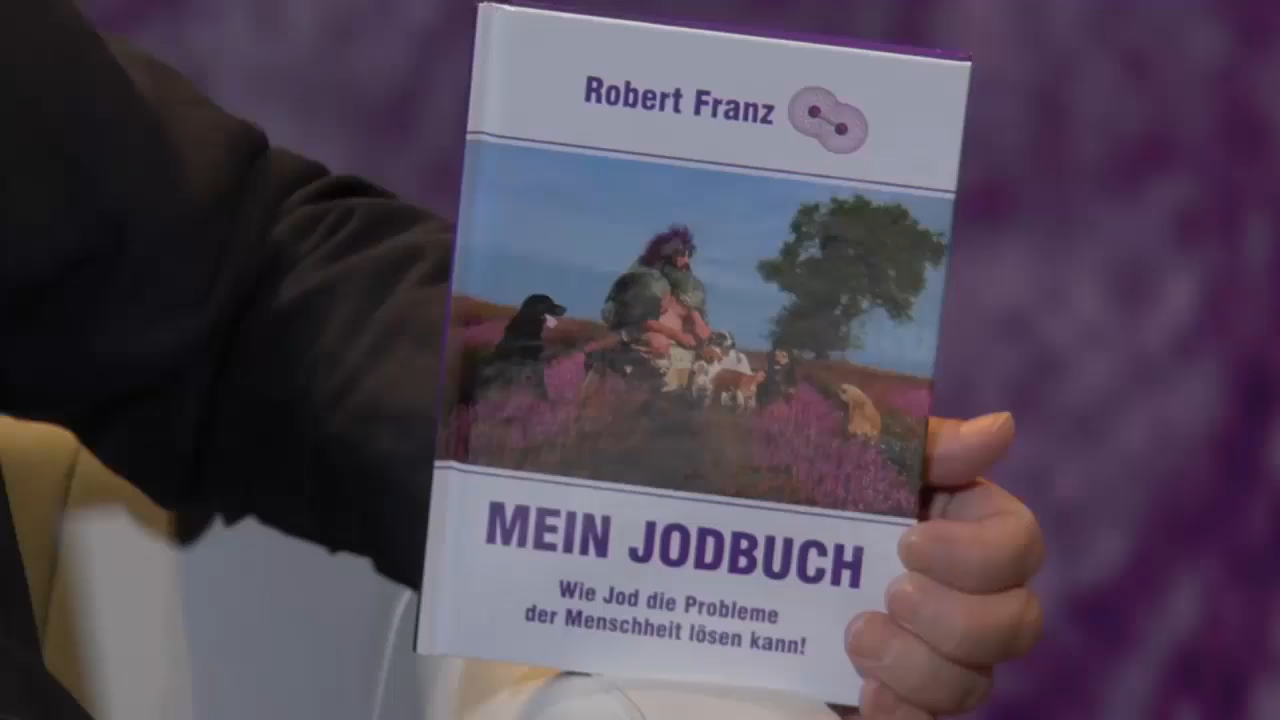 Robert Franz
MEIN JODBUCH
Wie Jod die Probleme
der Menschheit lösen kann!